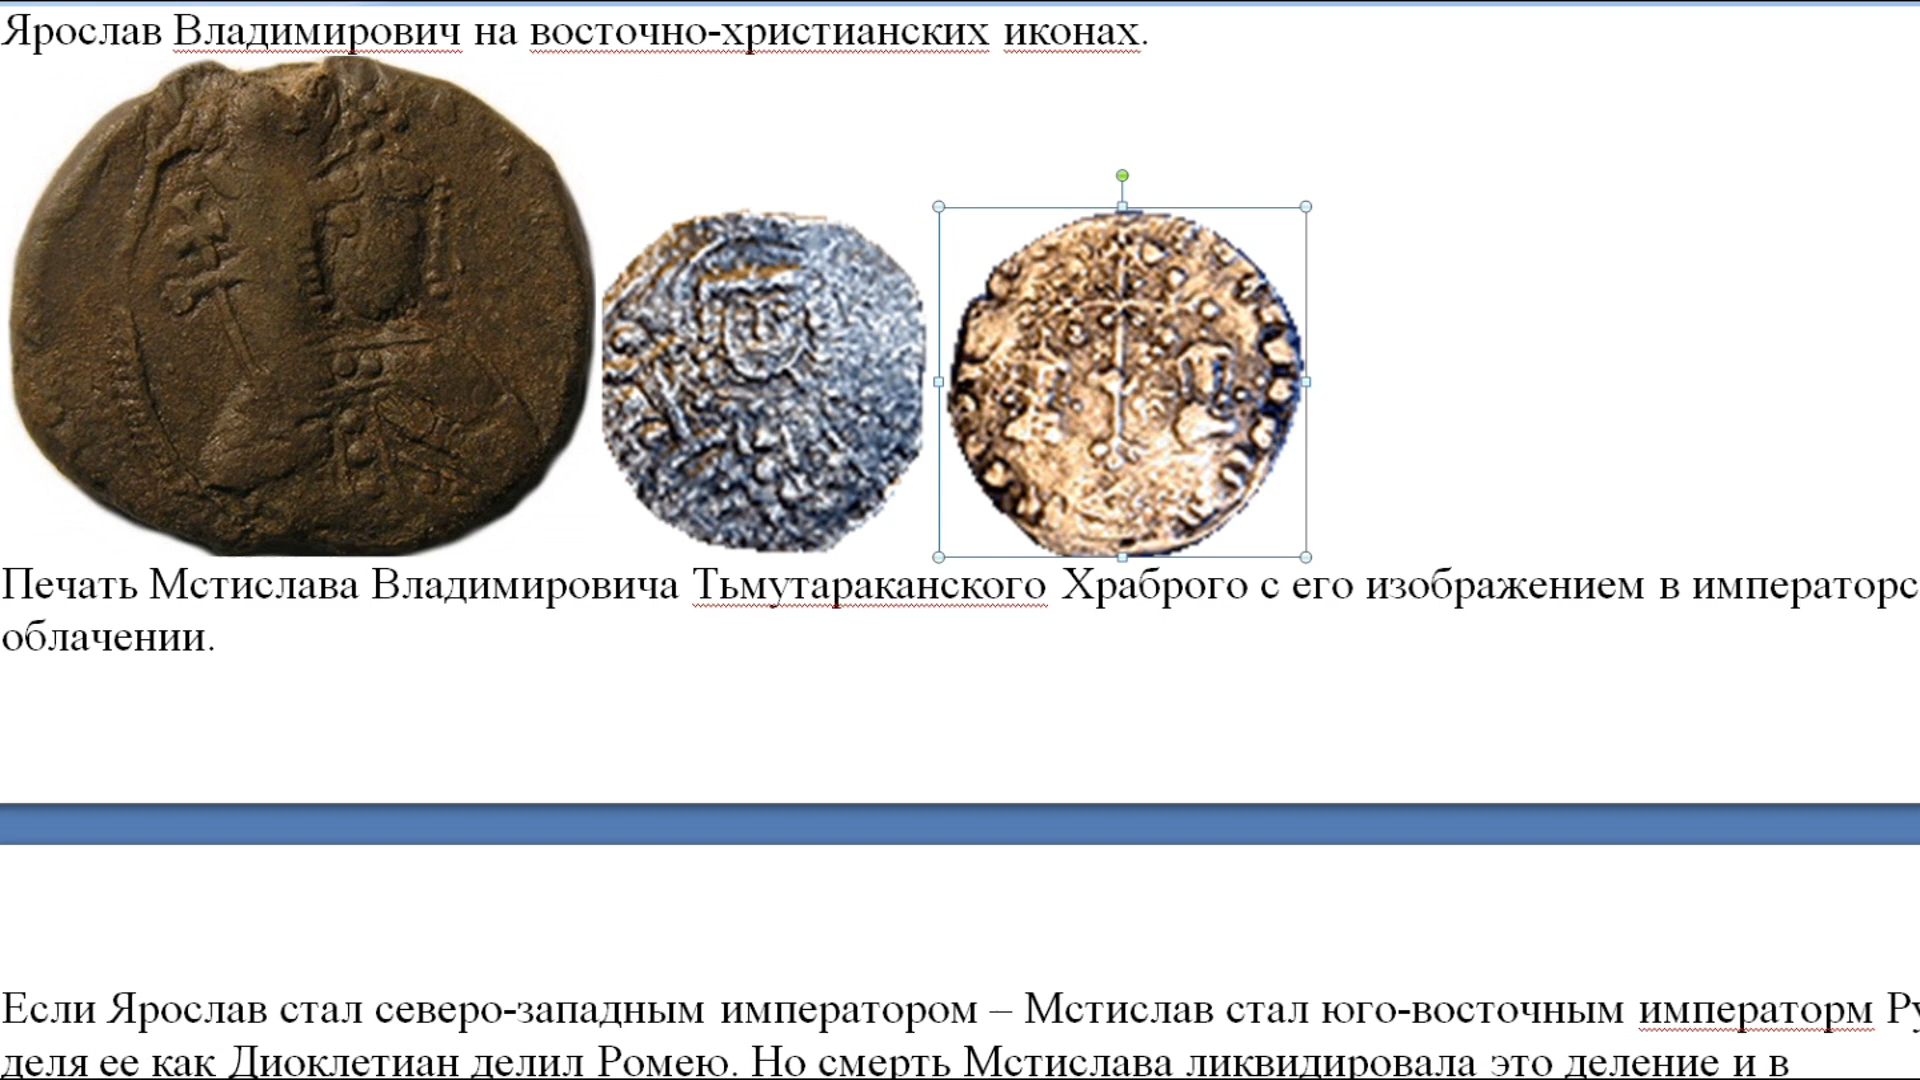 Ярослав Владимирович на восточно-христианских иконах.
Печать Мстислава Владимировича Тьмутараканского Храброго с его изображением в императорс
облачении.
Если Ярослав стал северо-западным императором – Мстислав стал юго-восточным императорм Ру
деля ее как Диоклетиан делил Ромею. Но смерть Мстислава ликвидировала это деление и в